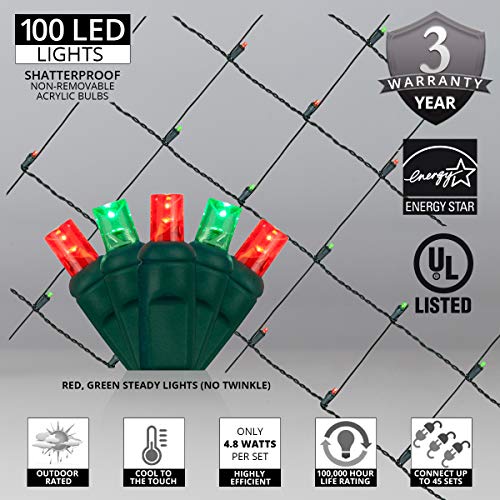 100 LED
LIGHTS
SHATTERPROOF
NON-REMOVABLE
ACRYLIC BULBS
3
WARRANTY
YEAR
energy
ENERGY STAR
UL
LISTED
RED, GREEN STEADY LIGHTS (NO TWINKLE)
OUTDOOR
RATED
COOL TO
THE TOUCH
ONLY
4.8 WATTS
PER SET
HIGHLY
EFFICIENT
100,000 HOUR
LIFE RATING
CONNECT UP
TO 45 SETS